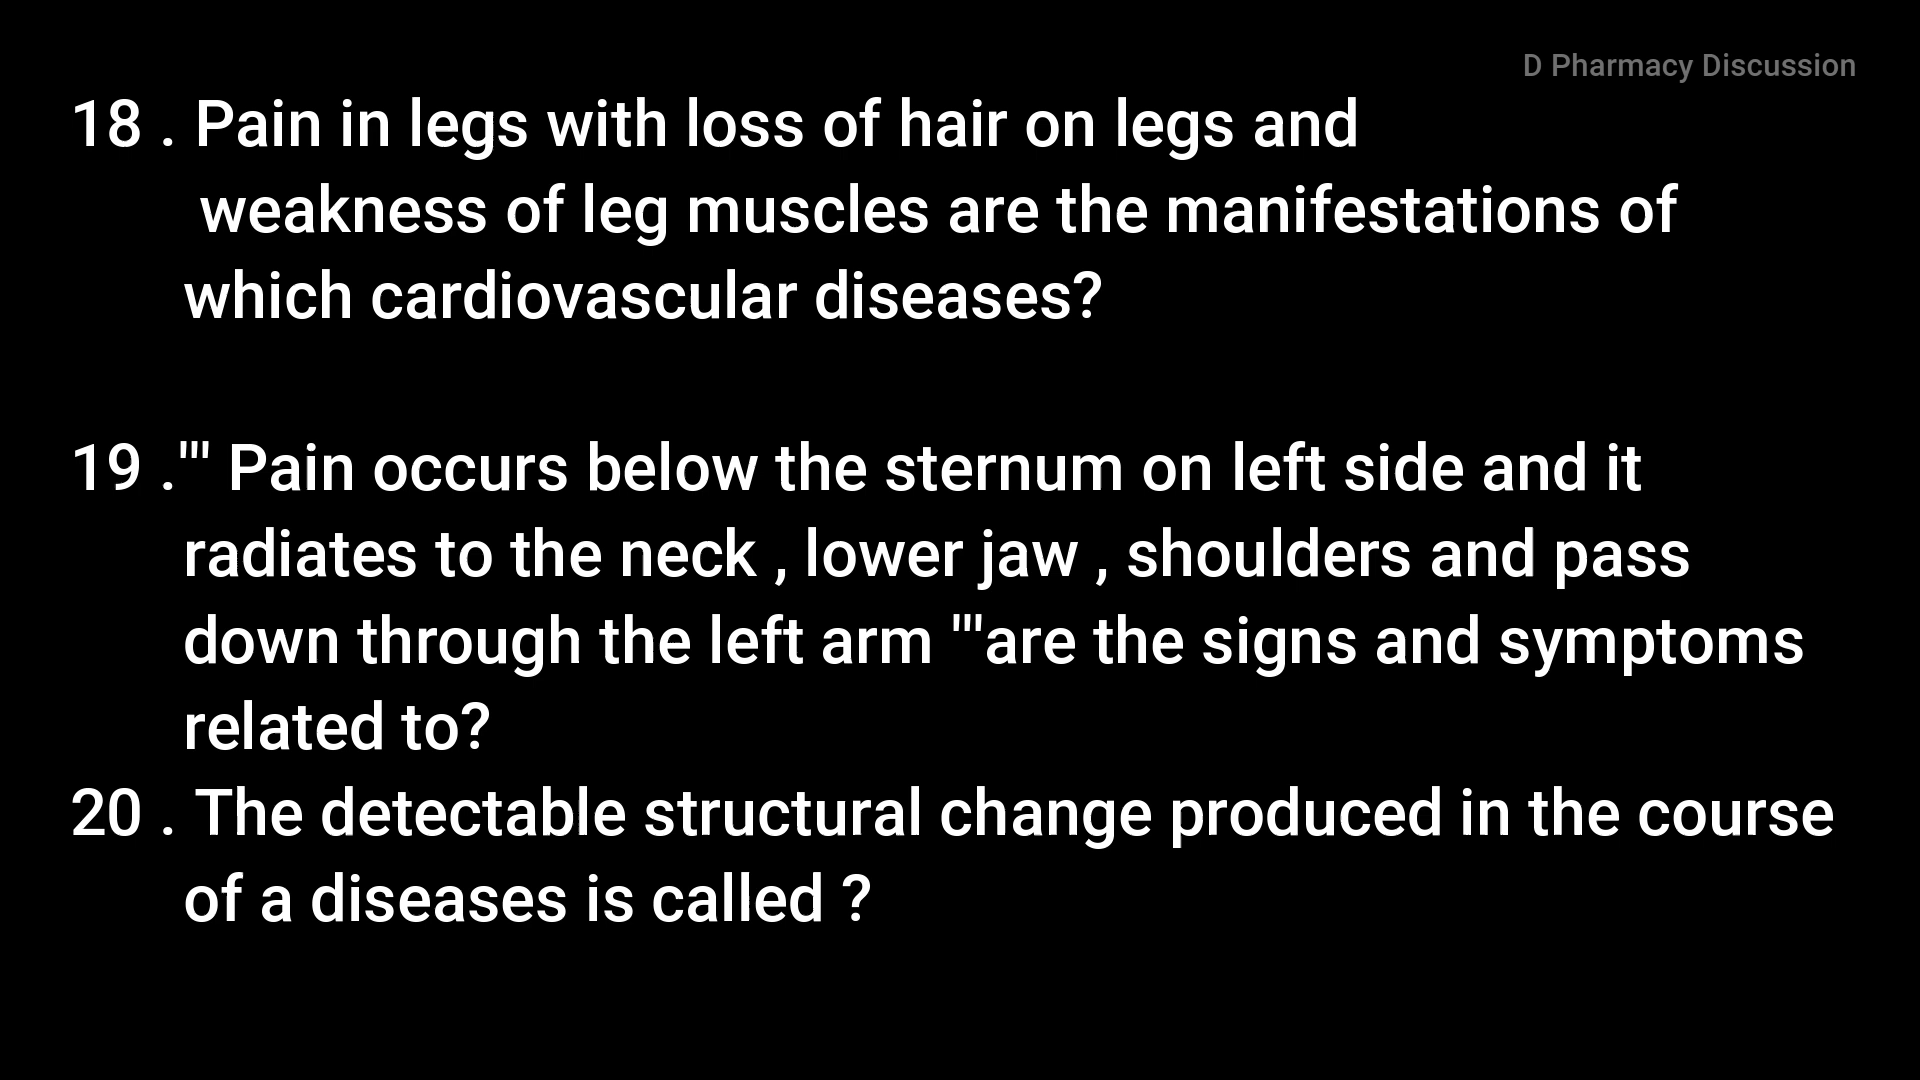 D Pharmacy Discussion
18 . Pain in legs with loss of hair on legs and
weakness of leg muscles are the manifestations of
which cardiovascular diseases?
19 .''' Pain occurs below the sternum on left side and it
radiates to the neck , lower jaw , shoulders and pass
down through the left arm '''are the signs and symptoms
related to?
20 . The detectable structural change produced in the course
of a diseases is called ?